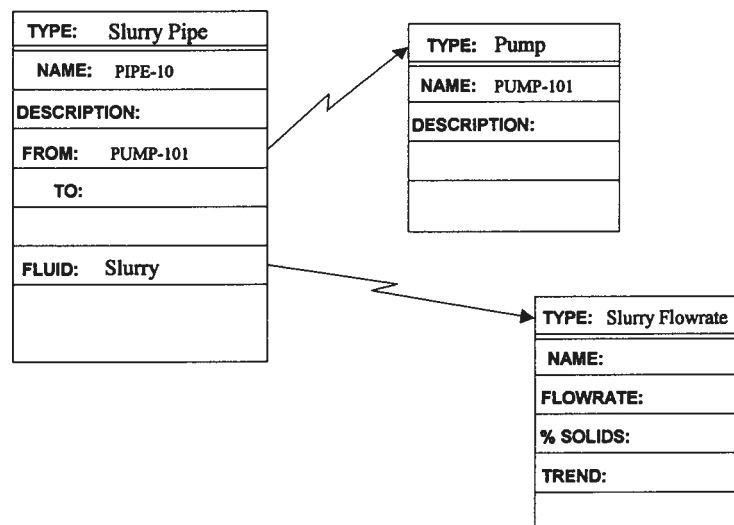 TYPE: Slurry Pipe
NAME: PIPE-10
DESCRIPTION:
FROM: PUMP-101
TO:
FLUID: Slurry
TYPE: Pump
NAME: PUMP-101
DESCRIPTION:
TYPE: Slurry Flowrate
NAME:
FLOWRATE:
% SOLIDS:
TREND: